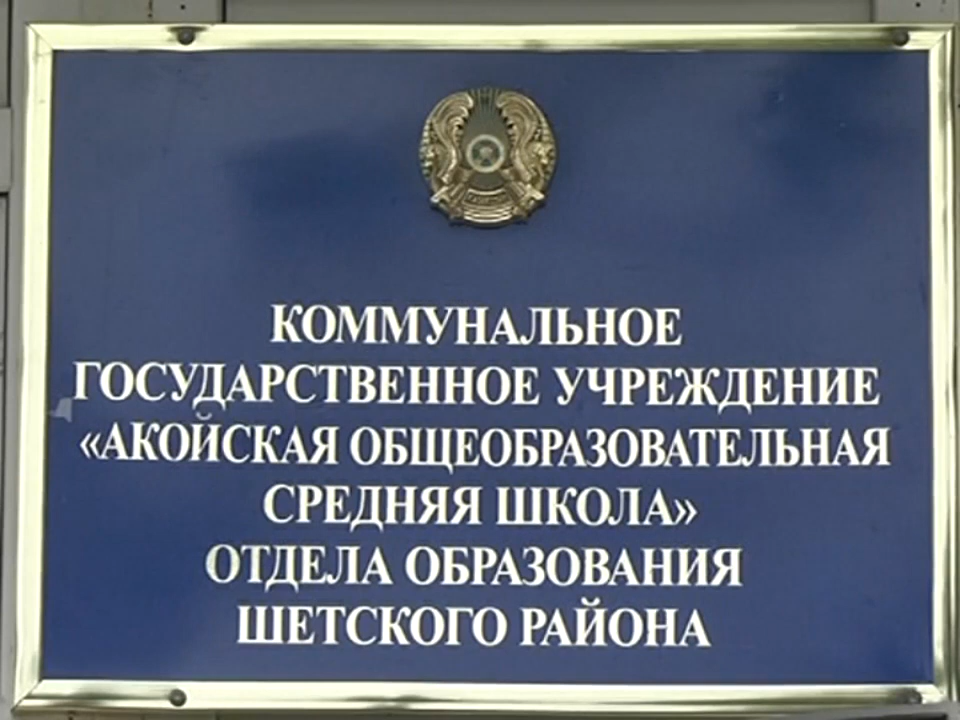 КОММУНАЛЬНОЕ
ГОСУДАРСТВЕННОЕ УЧРЕЖДЕНИЕ
«АКОЙСКАЯ ОБЩЕОБРАЗОВАТЕЛЬНАЯ
СРЕДНЯЯ ШКОЛА»
ОТДЕЛА ОБРАЗОВАНИЯ
ШЕТСКОГО РАЙОНА